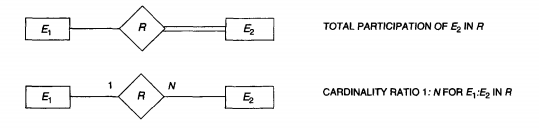 E₁ R E₂ TOTAL PARTICIPATION OF E₂ IN R
1 N
E₁ R E₂ CARDINALITY RATIO 1: N FOR E₁:E₂ IN R